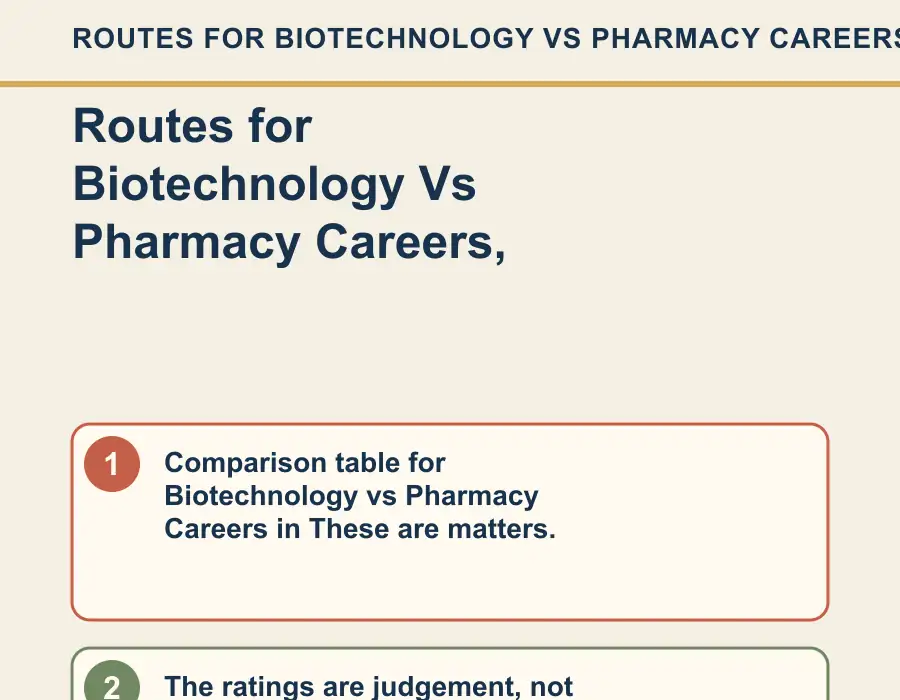 ROUTES FOR BIOTECHNOLOGY VS PHARMACY CAREERS
Routes for
Biotechnology Vs
Pharmacy Careers,
1
Comparison table for
Biotechnology vs Pharmacy
Careers in These are matters.
2
The ratings are judgement, not